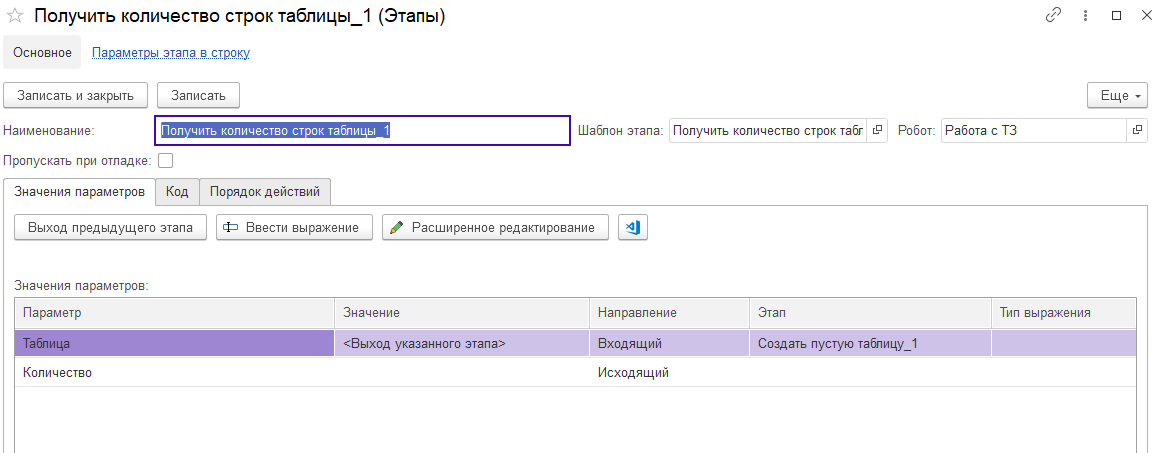 Получить количество строк таблицы_1 (Этапы)
Основное Параметры этапа в строку
Записать и закрыть Записать Еще
Наименование: Получить количество строк таблицы_1 Шаблон этапа: Получить количество строк табл Робот: Работа с ТЗ
Пропускать при отладке:
Значения параметров Код Порядок действий
Выход предыдущего этапа Ввести выражение Расширенное редактирование
Значения параметров:
Параметр Значение Направление Этап Тип выражения
Таблица <Выход указанного этапа> Входящий Создать пустую таблицу_1
Количество Исходящий